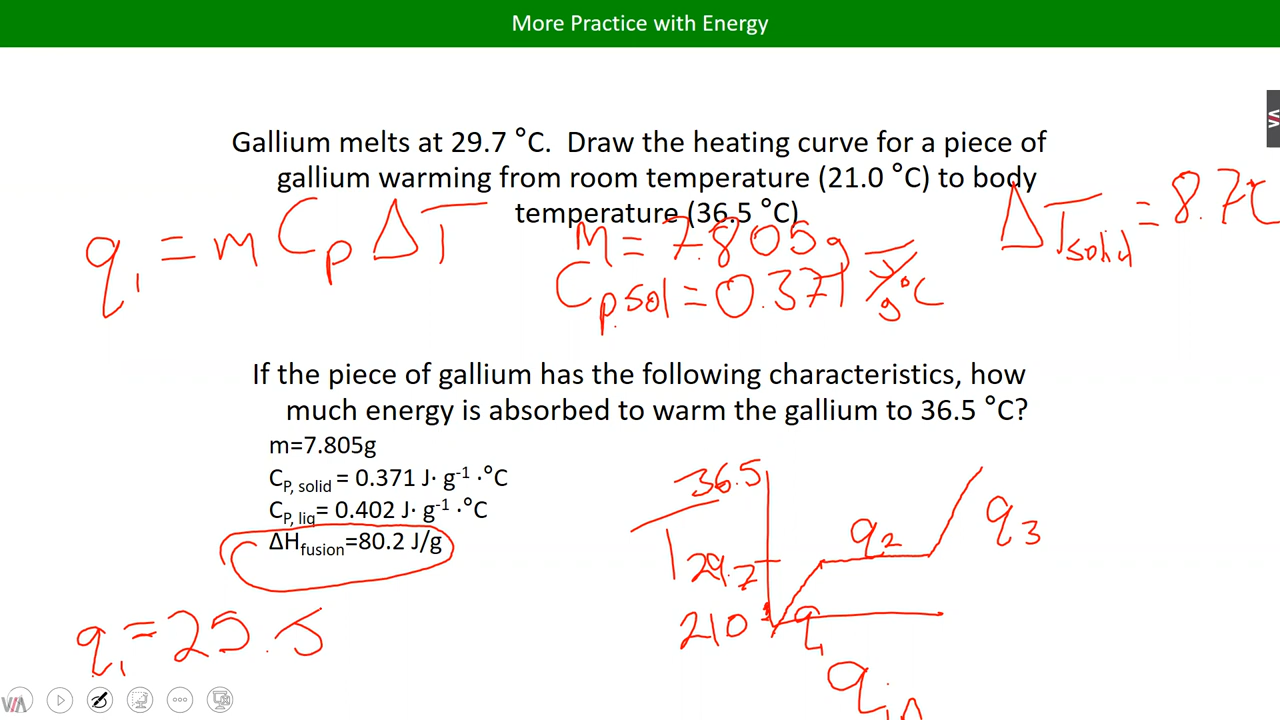 More Practice with Energy
Gallium melts at 29.7 °C. Draw the heating curve for a piece of
gallium warming from room temperature (21.0 °C) to body
temperature (36.5 °C)
q₁ = m Cp ΔT
m = 7.805g
Cp,sol = 0.371 J/g°C
ΔTsolid = 8.7°C
If the piece of gallium has the following characteristics, how
much energy is absorbed to warm the gallium to 36.5 °C?
m=7.805g
CP, solid = 0.371 J· g-1 ·°C
CP, liq= 0.402 J· g-1 ·°C
ΔHfusion=80.2 J/g
q₁ = 25.5
36.5
T
29.7
210
q₁
q₂
q₃
qin